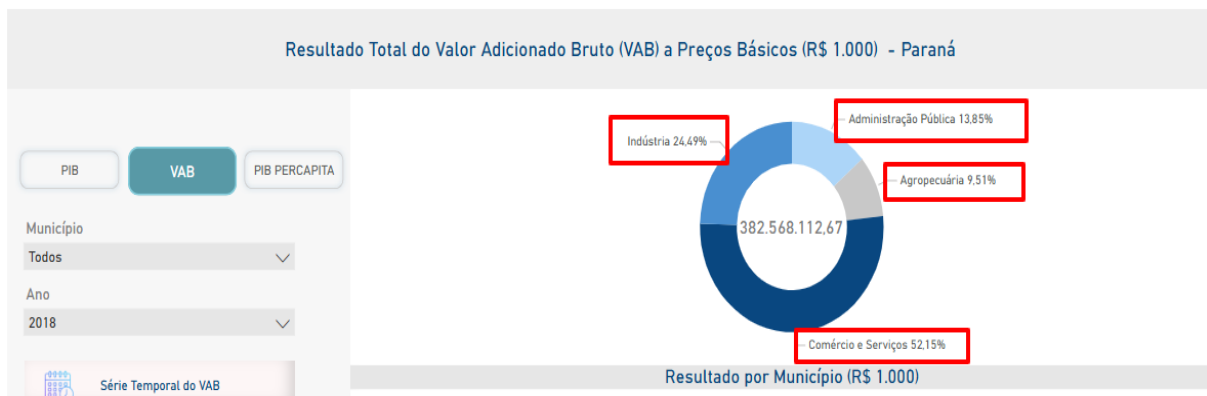 Resultado Total do Valor Adicionado Bruto (VAB) a Preços Básicos (R$ 1.000) - Paraná
PIB
VAB
PIB PERCAPITA
Município
Todos
Ano
2018
Série Temporal do VAB
Indústria 24,49%
Administração Pública 13,85%
Agropecuária 9,51%
382.568.112,67
Comércio e Serviços 52,15%
Resultado por Município (R$ 1.000)